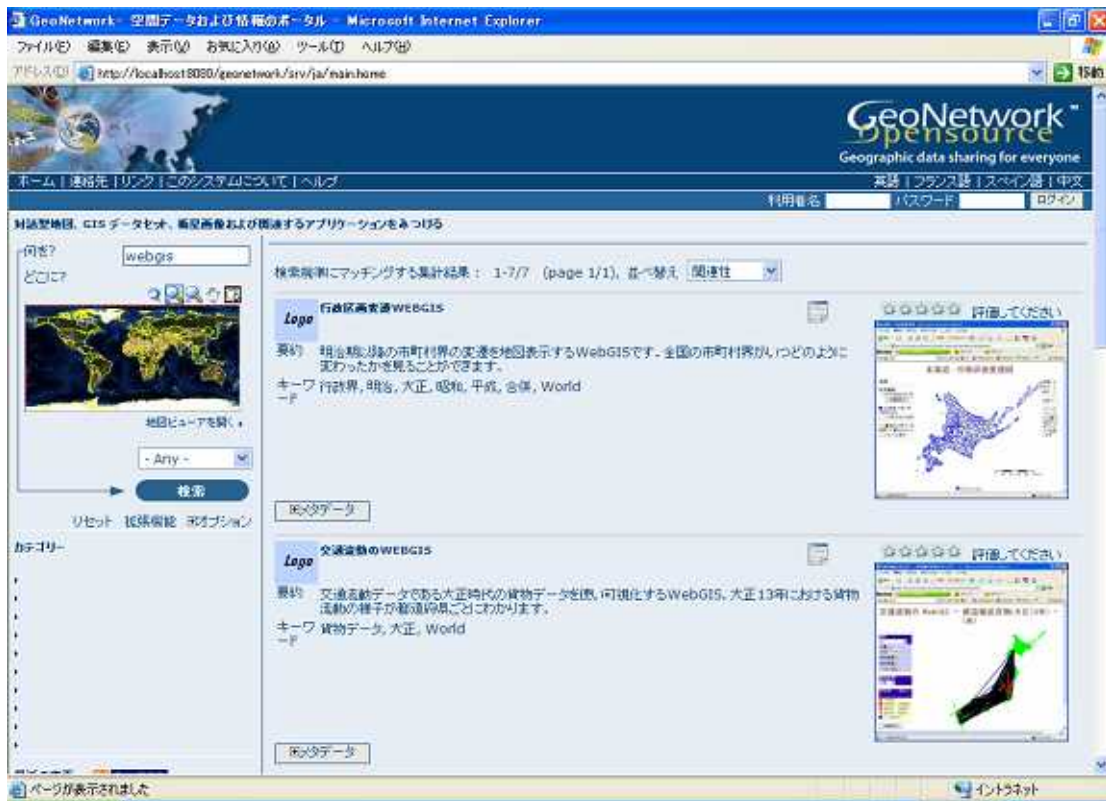 GeoNetwork - 空間データおよび情報のポータル - Microsoft Internet Explorer
ファイル(F) 編集(E) 表示(V) お気に入り(A) ツール(T) ヘルプ(H)
アドレス(D) http://localhost:8080/geonetwork/srv/ja/main.home 移動
GeoNetwork™
opensource
Geographic data sharing for everyone
ホーム | 連絡先 | リンク | このシステムについて | ヘルプ
英語 | フランス語 | スペイン語 | 中文
利用者名 パスワード ログイン
対話型地図、GIS データセット、衛星画像および関連するアプリケーションをみつける
何を? webgis
どこに?
地図ビューアを開く
- Any -
検索
リセット 拡張機能 オプション
カテゴリー
検索規準にマッチングする集計結果 : 1-7/7 (page 1/1), 並べ替え 関連性
Logo 行政区画変遷WEBGIS
評価してください
要約 明治期以降の市町村界の変遷を地図表示するWebGISです。全国の市町村界がいつどのように
変わったかを見ることができます。
キーワード 行政界, 明治, 大正, 昭和, 平成, 合併, World
メタデータ
Logo 交通流動のWEBGIS
評価してください
要約 交通流動データである大正時代の貨物データを使い可視化するWebGIS。大正13年における貨物
流動の様子が都道府県ごとにわかります。
キーワード 貨物データ, 大正, World
メタデータ
ページが表示されました
イントラネット